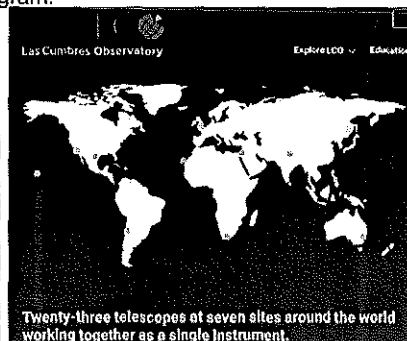 gram.
Las Cumbres Observatory
Explore LCO
Education
Twenty-three telescopes at seven sites around the world
working together as a single instrument.